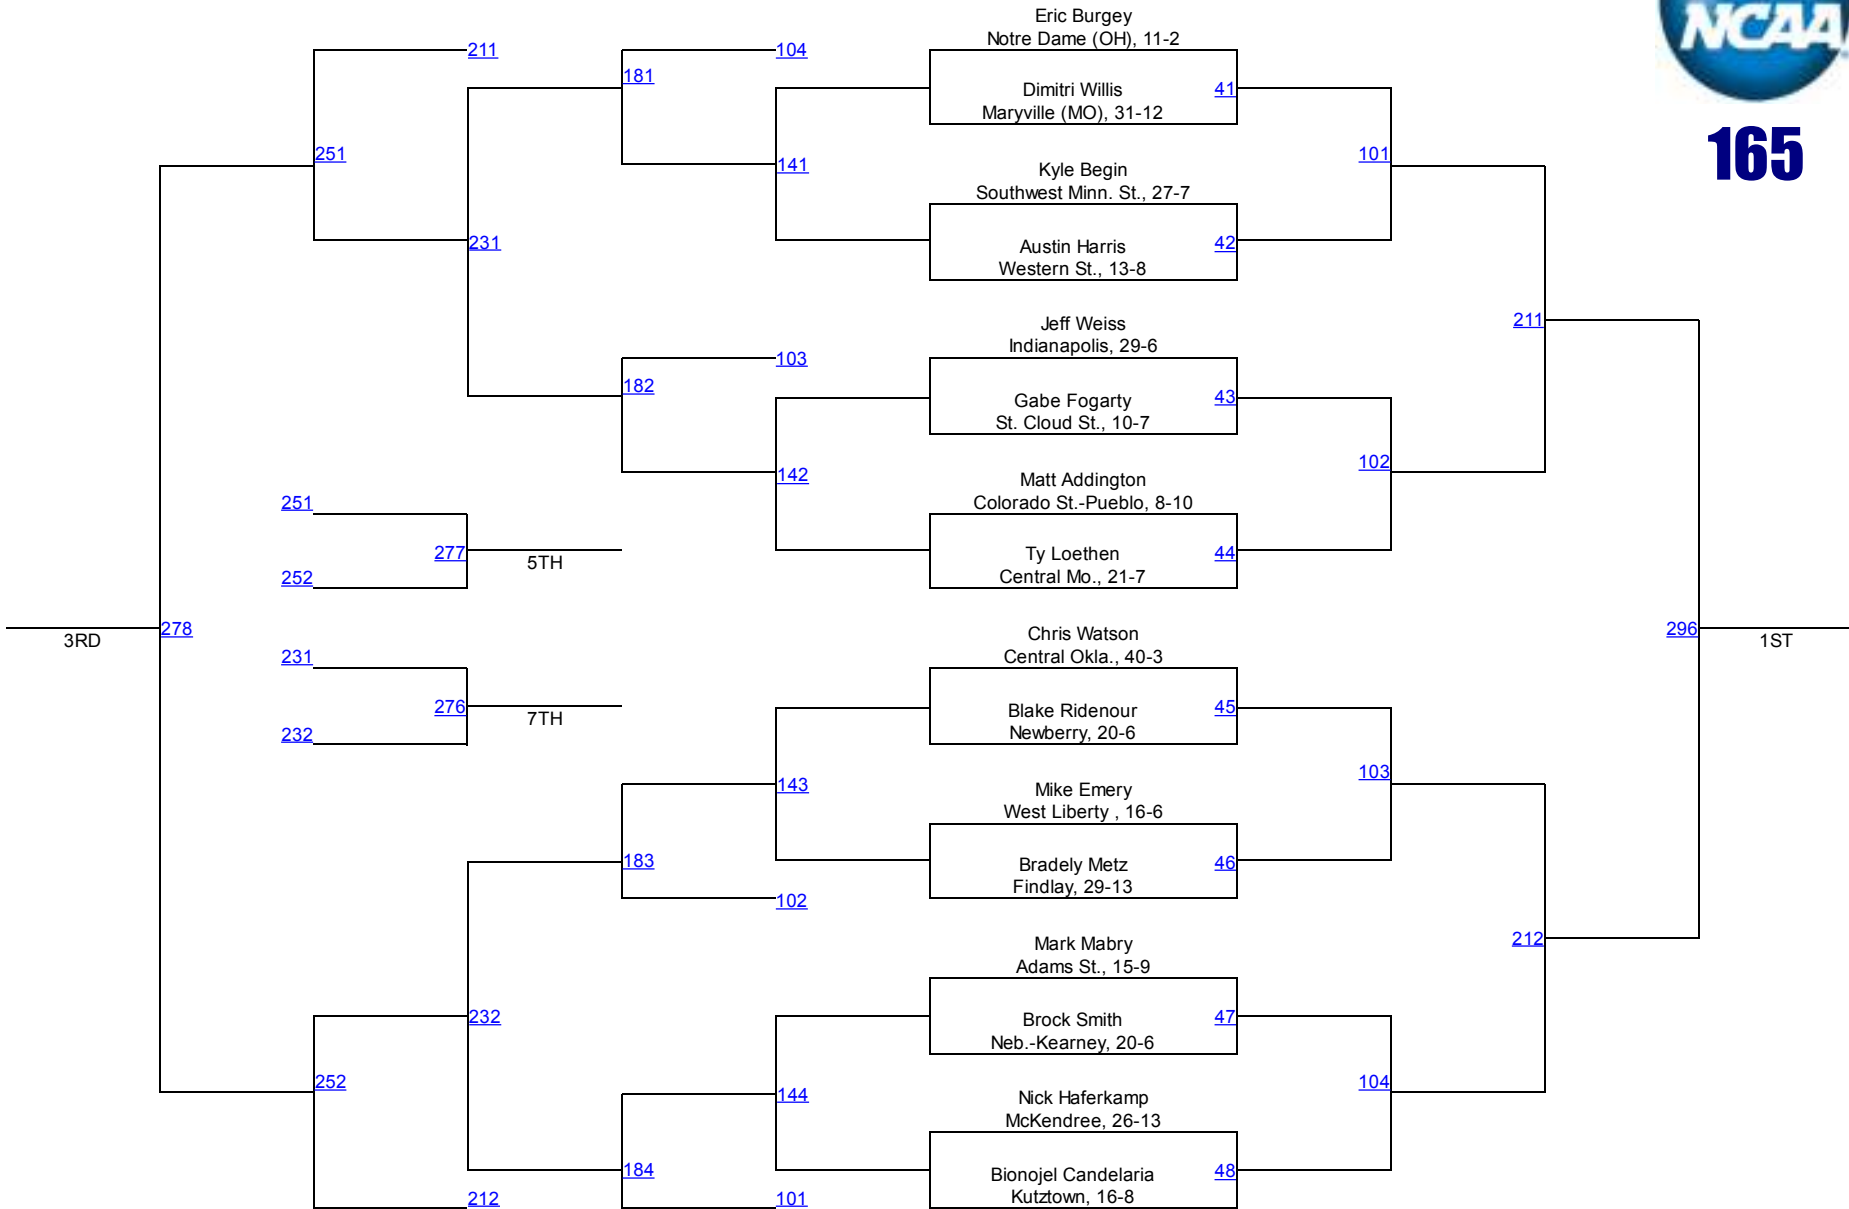 NCAA
165
Eric Burgey
Notre Dame (OH), 11-2
211
104
181
Dimitri Willis
Maryville (MO), 31-12
41
251
141
101
Kyle Begin
Southwest Minn. St., 27-7
231
Austin Harris
Western St., 13-8
42
Jeff Weiss
Indianapolis, 29-6
211
103
182
Gabe Fogarty
St. Cloud St., 10-7
43
142
102
Matt Addington
Colorado St.-Pueblo, 8-10
251
277
5TH
252
Ty Loethen
Central Mo., 21-7
44
3RD
278
Chris Watson
Central Okla., 40-3
296
1ST
231
276
7TH
232
Blake Ridenour
Newberry, 20-6
45
143
103
Mike Emery
West Liberty , 16-6
183
Bradely Metz
Findlay, 29-13
46
102
Mark Mabry
Adams St., 15-9
212
232
Brock Smith
Neb.-Kearney, 20-6
47
252
144
104
Nick Haferkamp
McKendree, 26-13
184
Bionojel Candelaria
Kutztown, 16-8
48
212
101